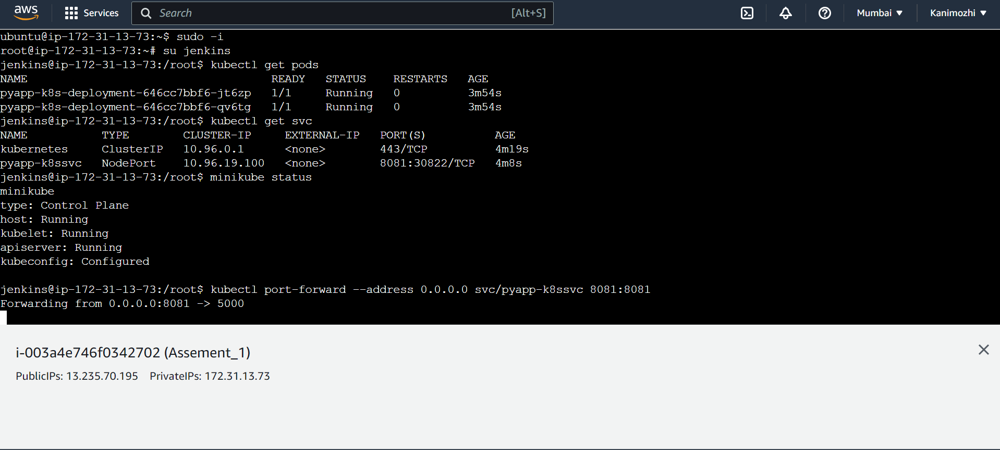 aws Services Search [Alt+S] Mumbai Kanimozhi
ubuntu@ip-172-31-13-73:~$ sudo -i
root@ip-172-31-13-73:~# su jenkins
jenkins@ip-172-31-13-73:/root$ kubectl get pods
NAME READY STATUS RESTARTS AGE
pyapp-k8s-deployment-646cc7bbf6-jt6zp 1/1 Running 0 3m54s
pyapp-k8s-deployment-646cc7bbf6-qv6tg 1/1 Running 0 3m54s
jenkins@ip-172-31-13-73:/root$ kubectl get svc
NAME TYPE CLUSTER-IP EXTERNAL-IP PORT(S) AGE
kubernetes ClusterIP 10.96.0.1 <none> 443/TCP 4m19s
pyapp-k8ssvc NodePort 10.96.19.100 <none> 8081:30822/TCP 4m8s
jenkins@ip-172-31-13-73:/root$ minikube status
minikube
type: Control Plane
host: Running
kubelet: Running
apiserver: Running
kubeconfig: Configured
jenkins@ip-172-31-13-73:/root$ kubectl port-forward --address 0.0.0.0 svc/pyapp-k8ssvc 8081:8081
Forwarding from 0.0.0.0:8081 -> 5000
i-003a4e746f0342702 (Assement_1)
PublicIPs: 13.235.70.195 PrivateIPs: 172.31.13.73